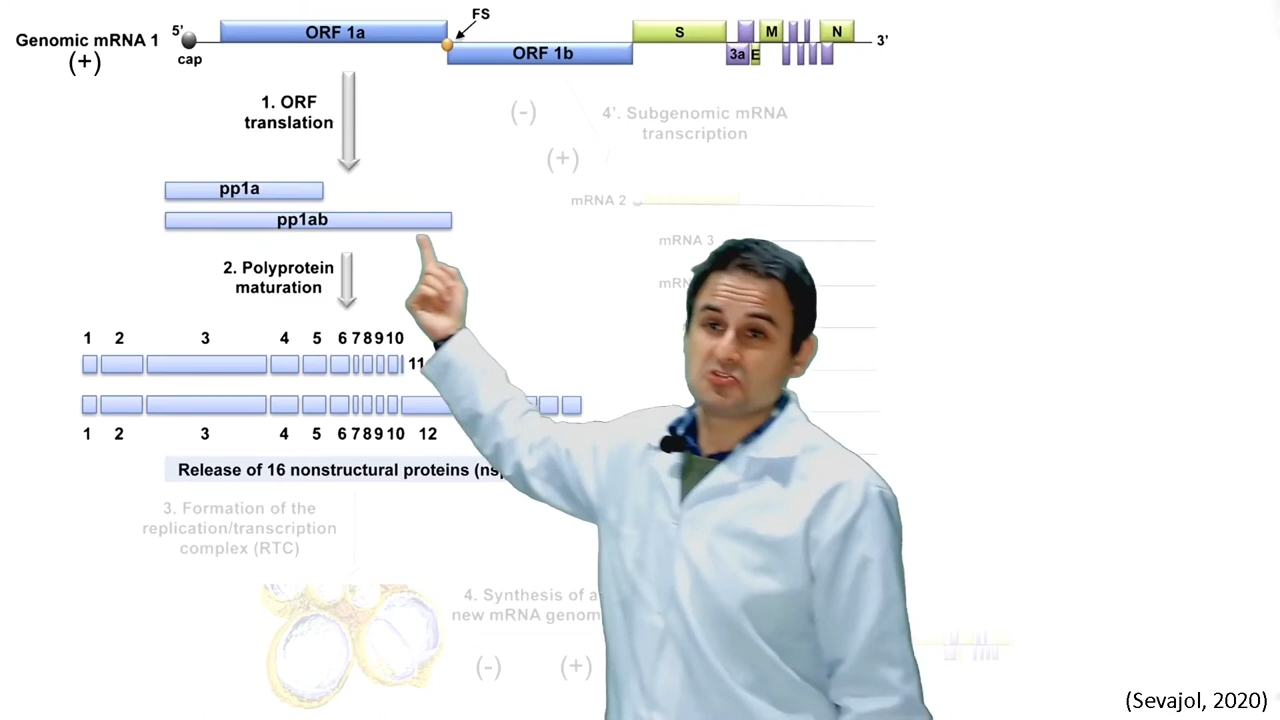 FS
5’
ORF 1a
S
M
N
Genomic mRNA 1
3’
(+)
cap
ORF 1b
3a
E
1. ORF
translation
(-)
4’. Subgenomic mRNA
transcription
(+)
pp1a
mRNA 2
pp1ab
mRNA 3
2. Polyprotein
maturation
1 2 3 4 5 6 7 8 9 10
11
1 2 3 4 5 6 7 8 9 10 12
Release of 16 nonstructural proteins
3. Formation of the
replication/transcription
complex (RTC)
4. Synthesis of a
new mRNA
(-)
(+)
(Sevajol, 2020)